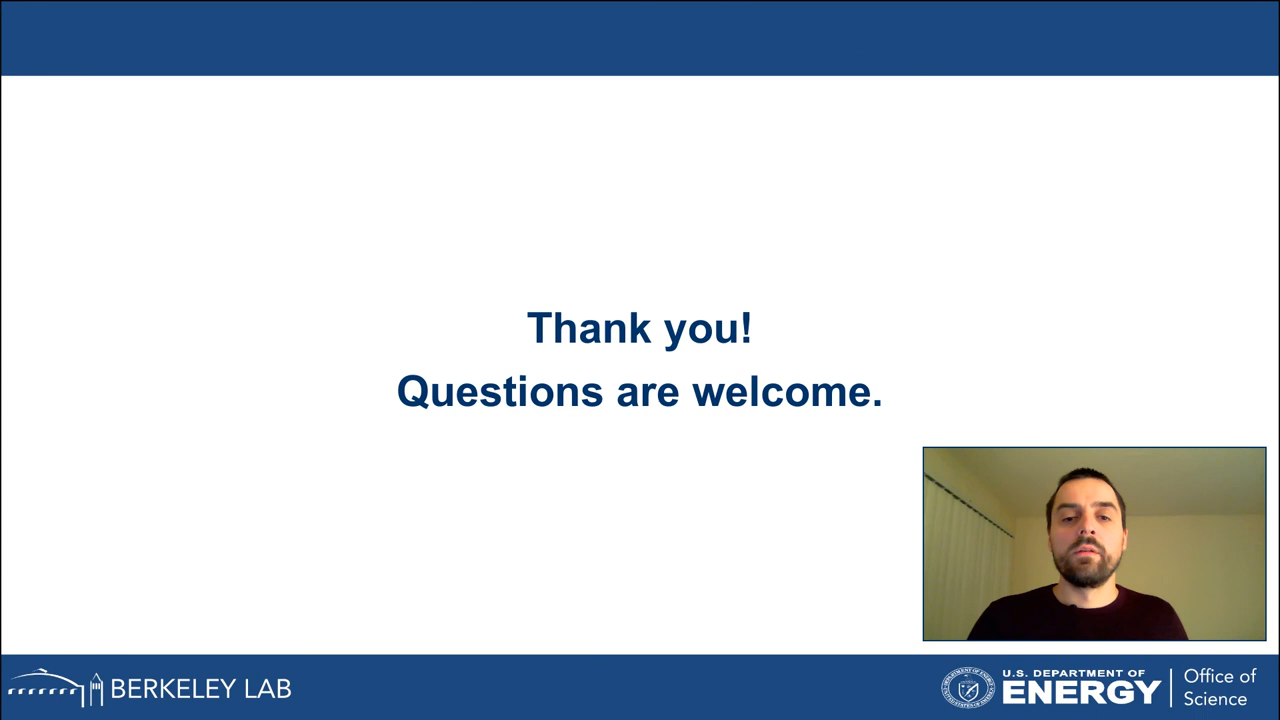 Thank you!
Questions are welcome.
BERKELEY LAB
U.S. DEPARTMENT OF
ENERGY
Office of
Science